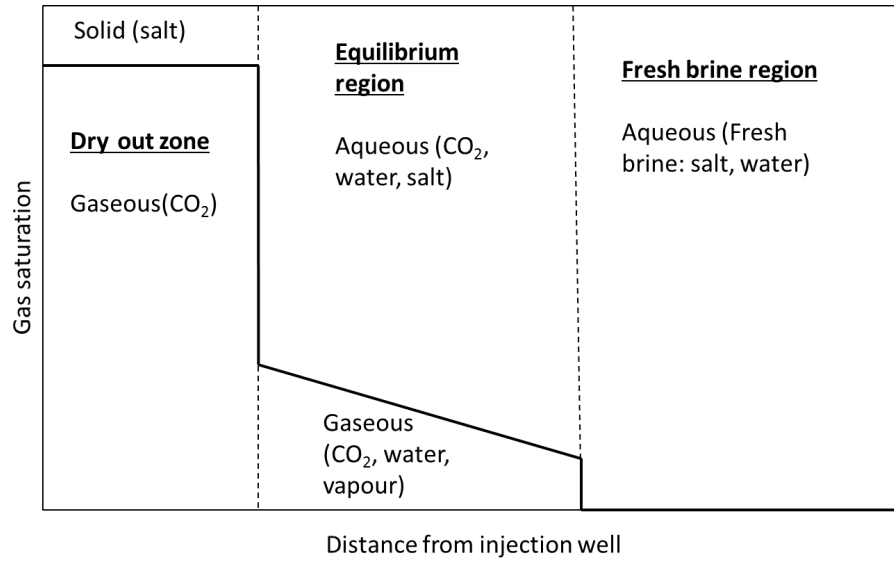 Solid (salt)
Dry out zone
Gaseous(CO₂)
Equilibrium
region
Aqueous (CO₂,
water, salt)
Gaseous
(CO₂, water,
vapour)
Fresh brine region
Aqueous (Fresh
brine: salt, water)
Gas saturation
Distance from injection well